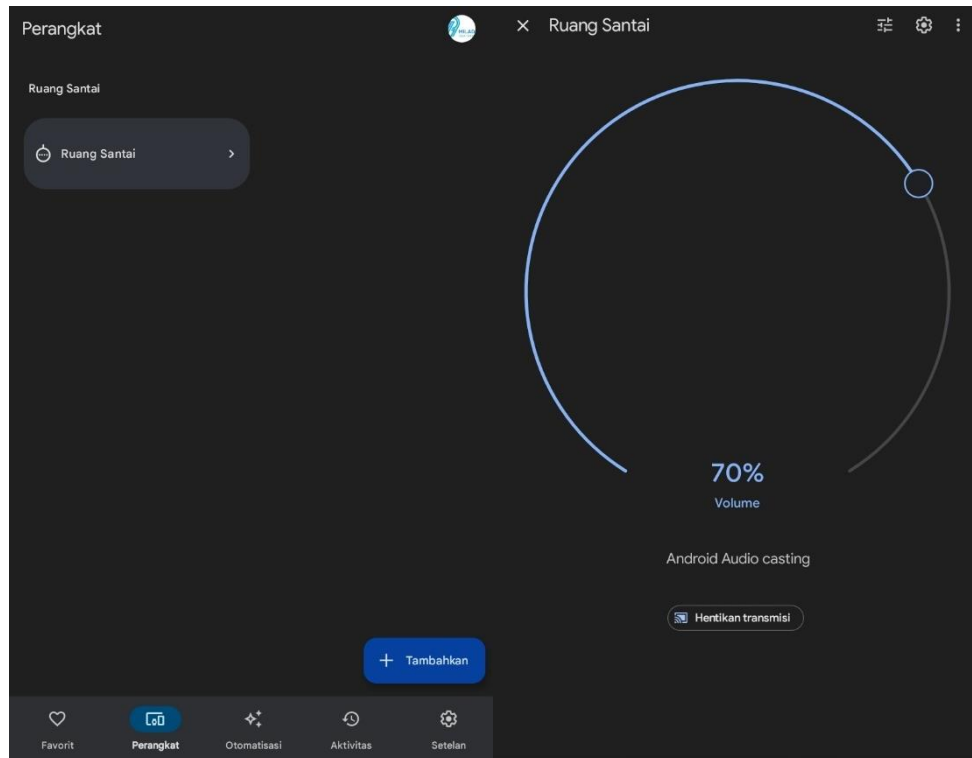 Perangkat
MILAD
Ruang Santai
Ruang Santai
Tambahkan
Favorit
Perangkat
Otomatisasi
Aktivitas
Setelan
Ruang Santai
70%
Volume
Android Audio casting
Hentikan transmisi